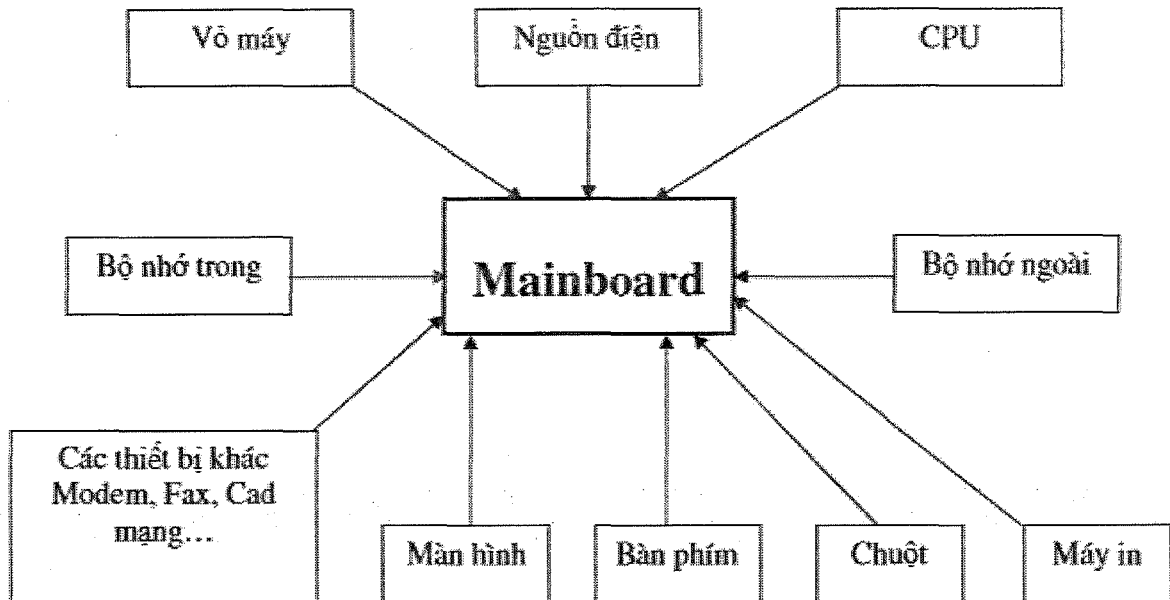 Vỏ máy
Nguồn điện
CPU
Bộ nhớ trong
Mainboard
Bộ nhớ ngoài
Các thiết bị khác
Modem, Fax, Cad
mạng...
Màn hình
Bàn phím
Chuột
Máy in